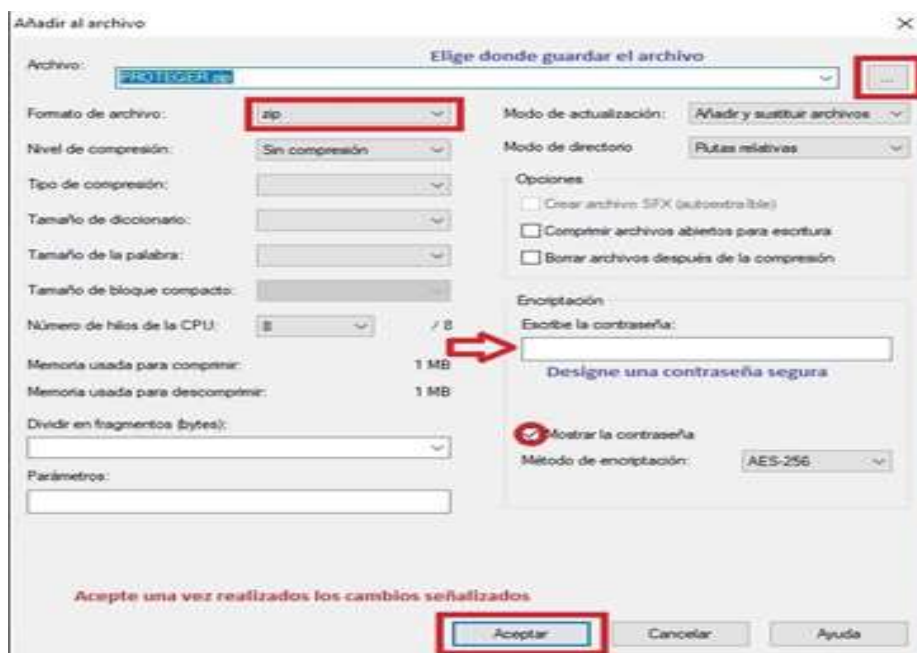 Añadir al archivo
Elige donde guardar el archivo
Archivo:
PROTEGER.zip
...
Formato de archivo:
zip
Modo de actualización:
Añadir y sustituir archivos
Nivel de compresión:
Sin compresión
Modo de directorio
Rutas relativas
Tipo de compresión:
Opciones
Crear archivo SFX (autoextraíble)
Tamaño de diccionario:
Comprimir archivos abiertos para escritura
Tamaño de la palabra:
Borrar archivos después de la compresión
Tamaño de bloque compacto:
Encriptación
Número de hilos de la CPU:
8
/ 8
Escribe la contraseña:
Memoria usada para comprimir:
1 MB
Designe una contraseña segura
Memoria usada para descomprimir:
1 MB
Dividir en fragmentos (bytes):
Mostrar la contraseña
Método de encriptación:
AES-256
Parámetros:
Acepte una vez realizados los cambios señalizados
Aceptar
Cancelar
Ayuda